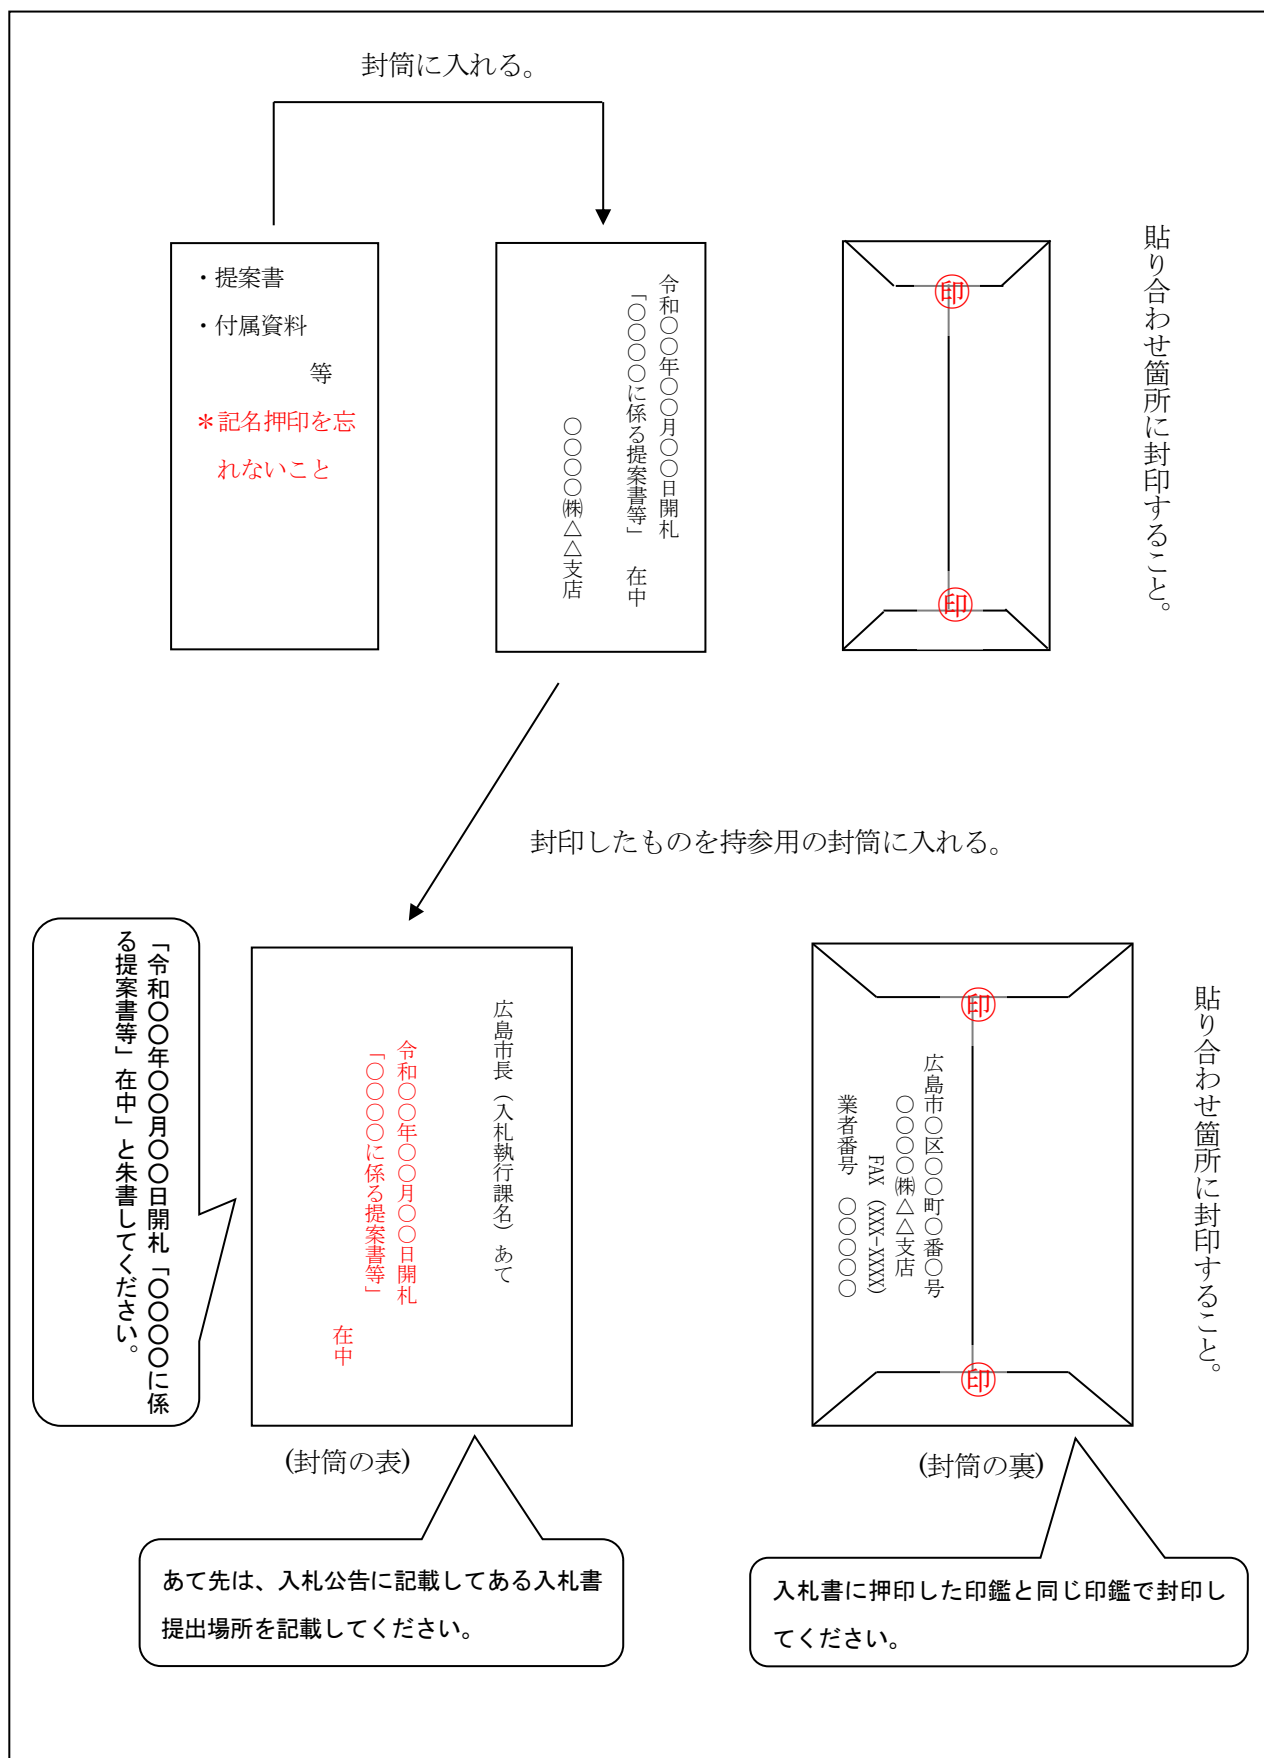 封筒に入れる。
・提案書
・付属資料
等
＊記名押印を忘
れないこと
令和〇〇年〇〇月〇〇日開札
「〇〇〇〇に係る提案書等」　在中
〇〇〇〇㈱△△支店
印
印
貼り合わせ箇所に封印すること。
封印したものを持参用の封筒に入れる。
「令和〇〇年〇〇月〇〇日開札「〇〇〇〇に係
る提案書等」在中」と朱書してください。
広島市長（入札執行課名）あて
令和〇〇年〇〇月〇〇日開札
「〇〇〇〇に係る提案書等」
在中
(封筒の表)
あて先は、入札公告に記載してある入札書
提出場所を記載してください。
印
広島市〇区〇〇町〇番〇号
〇〇〇〇㈱△△支店
FAX（XXX-XXXX）
業者番号　〇〇〇〇〇
印
貼り合わせ箇所に封印すること。
(封筒の裏)
入札書に押印した印鑑と同じ印鑑で封印し
てください。